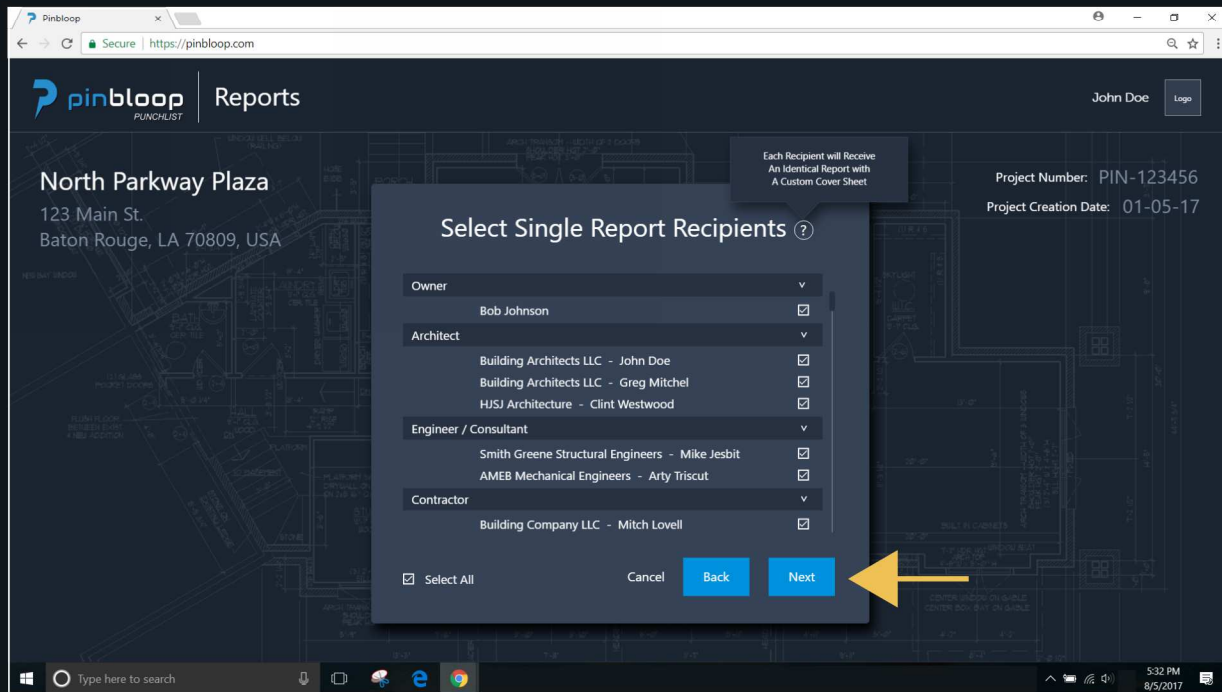 Pinbloop
Secure | https://pinbloop.com
pinbloop
PUNCHLIST
Reports
John Doe
Logo
North Parkway Plaza
123 Main St.
Baton Rouge, LA 70809, USA
Project Number: PIN-123456
Project Creation Date: 01-05-17
Each Recipient will Receive
An Identical Report with
A Custom Cover Sheet
Select Single Report Recipients ?
Owner
Bob Johnson
Architect
Building Architects LLC - John Doe
Building Architects LLC - Greg Mitchel
HJSJ Architecture - Clint Westwood
Engineer / Consultant
Smith Greene Structural Engineers - Mike Jesbit
AMEB Mechanical Engineers - Arty Triscut
Contractor
Building Company LLC - Mitch Lovell
Select All
Cancel
Back
Next
Type here to search
5:32 PM
8/5/2017